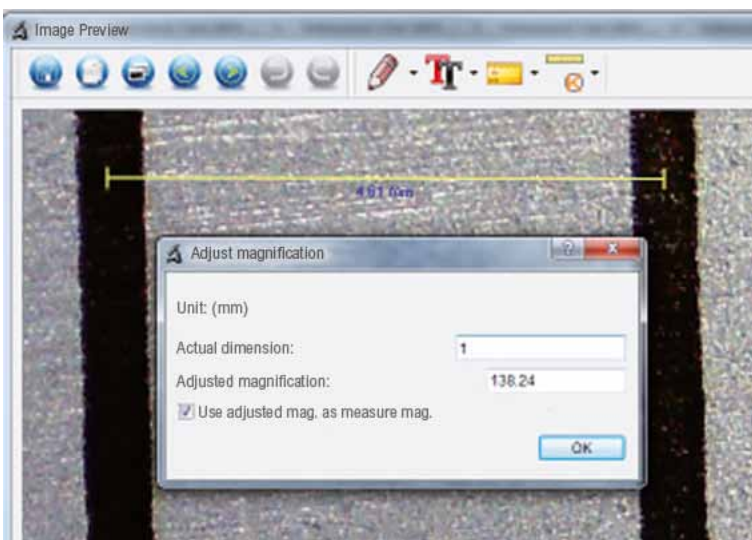 Image Preview
TT
K
Adjust magnification
?
Unit: (mm)
Actual dimension:
1
Adjusted magnification:
138.24
Use adjusted mag. as measure mag.
OK